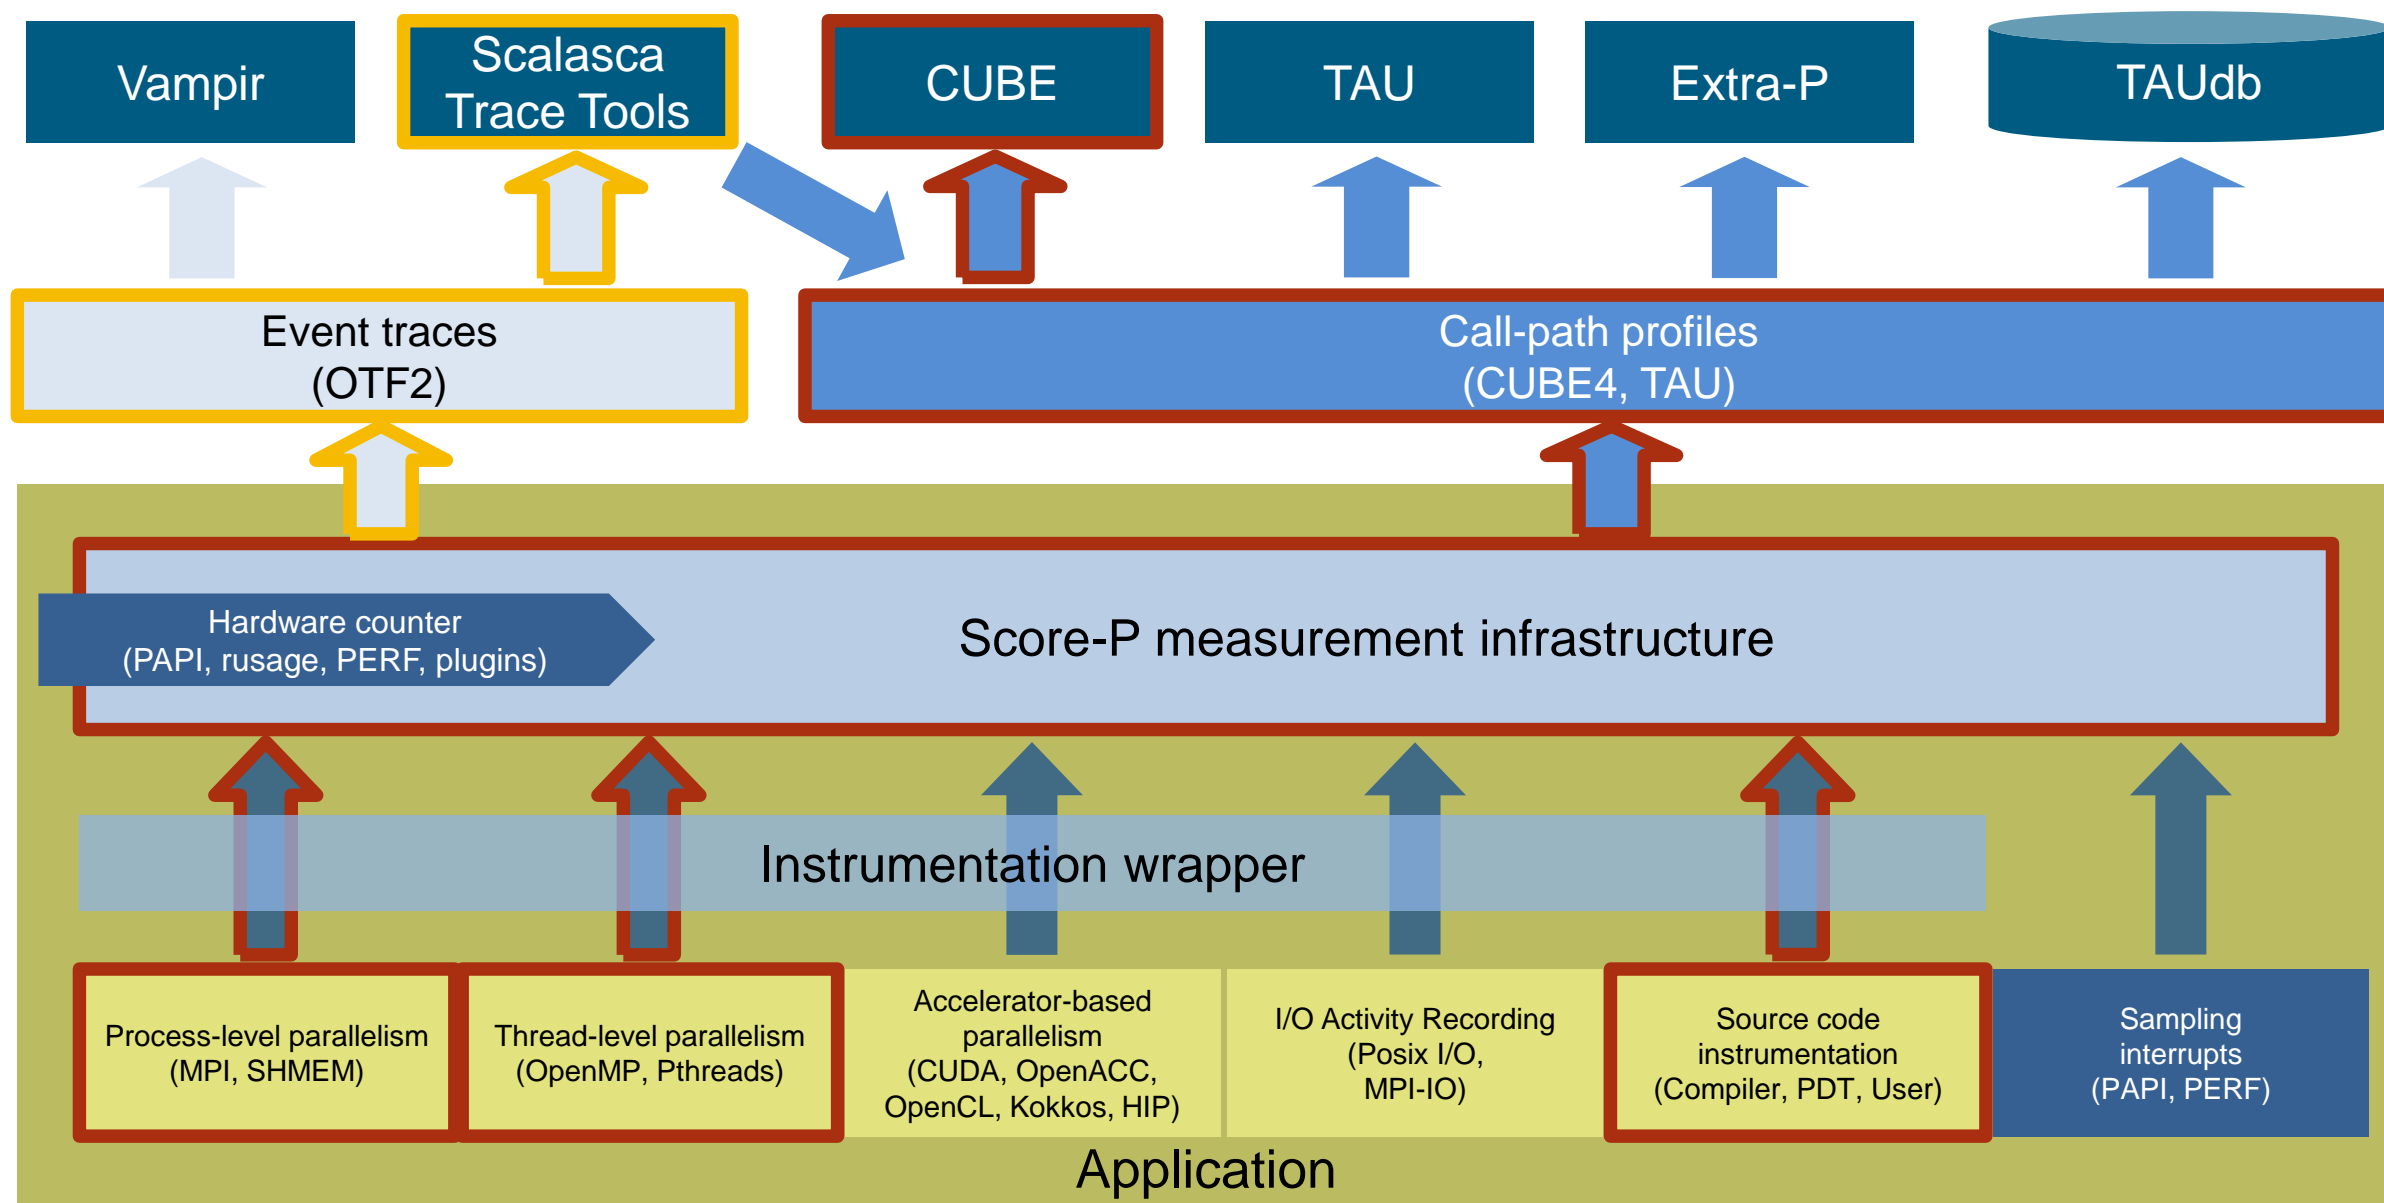 Vampir
Scalasca
Trace Tools
CUBE
TAU
Extra-P
TAUdb
Event traces
(OTF2)
Call-path profiles
(CUBE4, TAU)
Hardware counter
(PAPI, rusage, PERF, plugins)
Score-P measurement infrastructure
Instrumentation wrapper
Process-level parallelism
(MPI, SHMEM)
Thread-level parallelism
(OpenMP, Pthreads)
Accelerator-based
parallelism
(CUDA, OpenACC,
OpenCL, Kokkos, HIP)
I/O Activity Recording
(Posix I/O,
MPI-IO)
Source code
instrumentation
(Compiler, PDT, User)
Sampling
interrupts
(PAPI, PERF)
Application